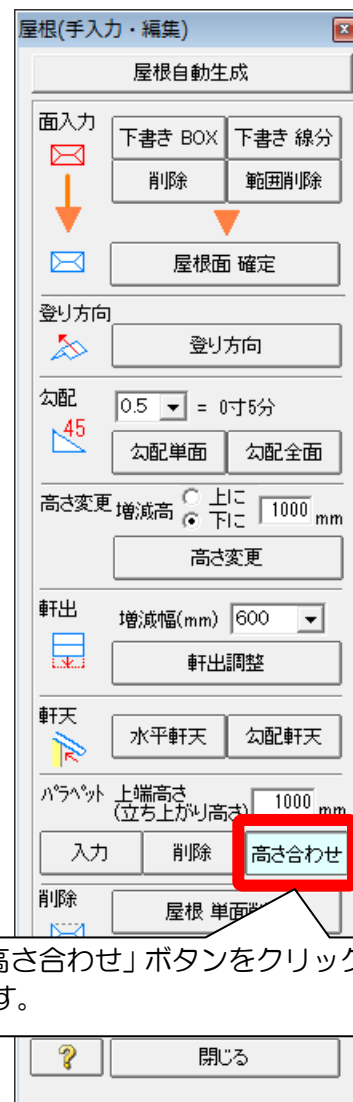 屋根(手入力・編集)
屋根自動生成
面入力
下書き BOX 下書き 線分
削除 範囲削除
屋根面 確定
登り方向
登り方向
勾配
0.5 = 0寸5分
45
勾配単面 勾配全面
高さ変更 増減高 上に 下に 1000 mm
高さ変更
軒出
増減幅(mm) 600
軒出調整
軒天
水平軒天 勾配軒天
パラペット 上端高さ
(立ち上がり高さ) 1000 mm
入力 削除 高さ合わせ
削除
屋根 単面
高さ合わせ」ボタンをクリック
す。
? 閉じる